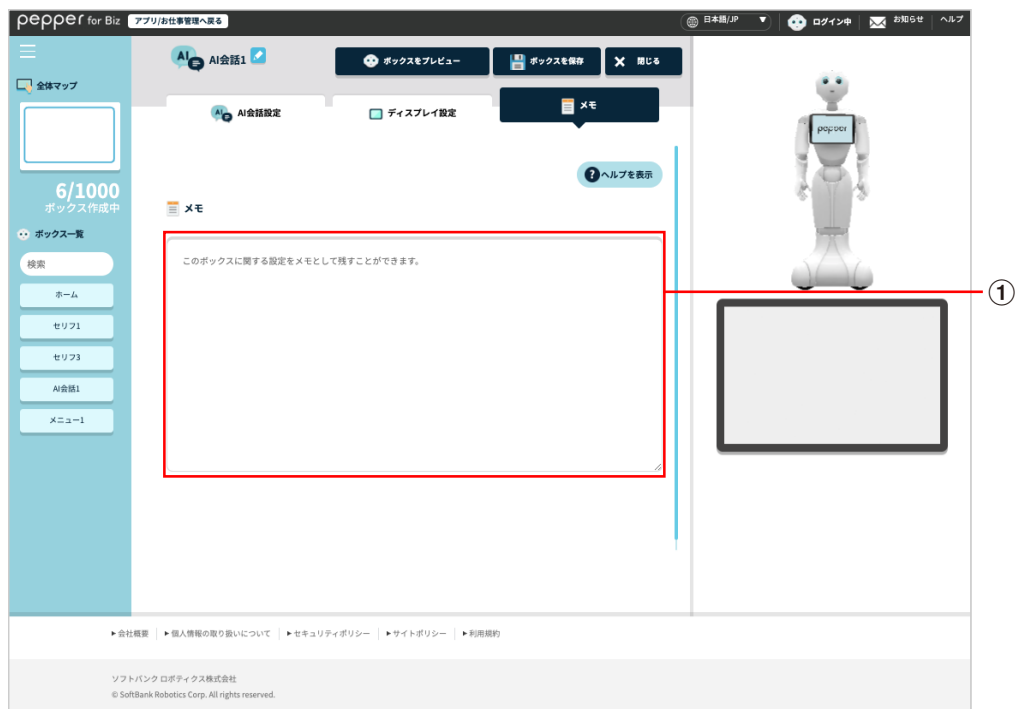 pepper for Biz アプリ/お仕事管理へ戻る 日本語/JP ▼ ログイン中 お知らせ ヘルプ
AI AI会話1 ボックスをプレビュー ボックスを保存 ✕ 閉じる
全体マップ
AI AI会話設定 ディスプレイ設定 メモ
pepper
? ヘルプを表示
6/1000
ボックス作成中
メモ
ボックス一覧
検索
このボックスに関する設定をメモとして残すことができます。
ホーム
①
セリフ1
セリフ3
AI会話1
メニュー1
▶会社概要 ▶個人情報の取り扱いについて ▶セキュリティポリシー ▶サイトポリシー ▶利用規約
ソフトバンク ロボティクス株式会社
© SoftBank Robotics Corp. All rights reserved.